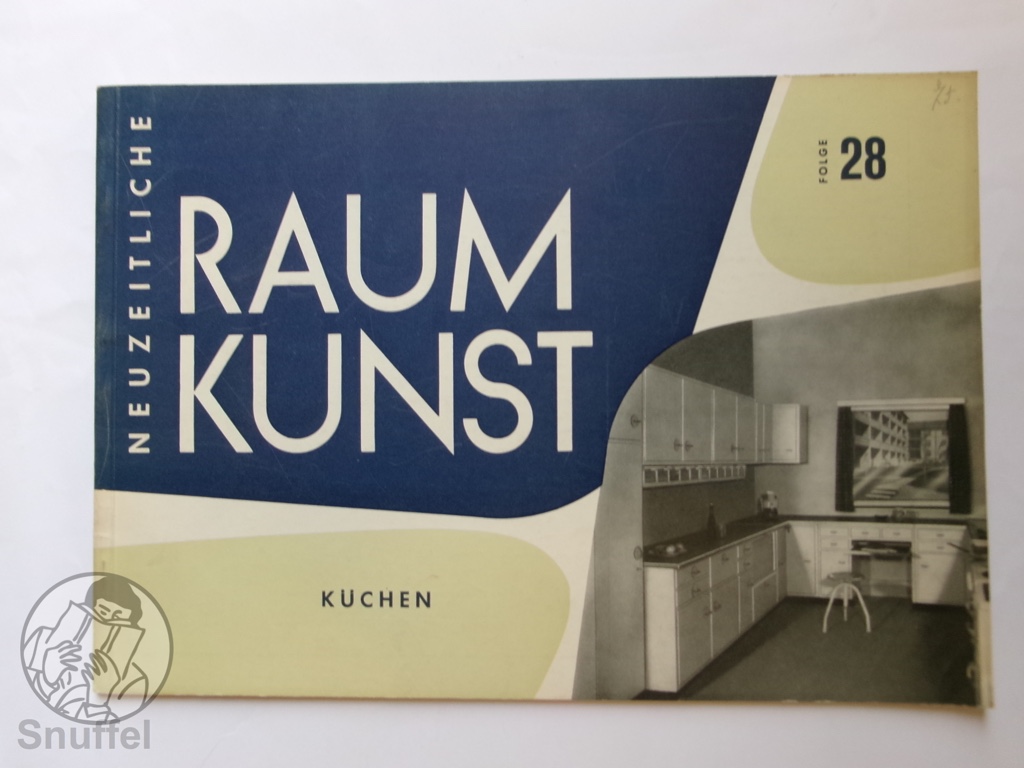 NEUZEITLICHE
RAUM
KUNST
FOLGE 28
KÜCHEN
Snuffel